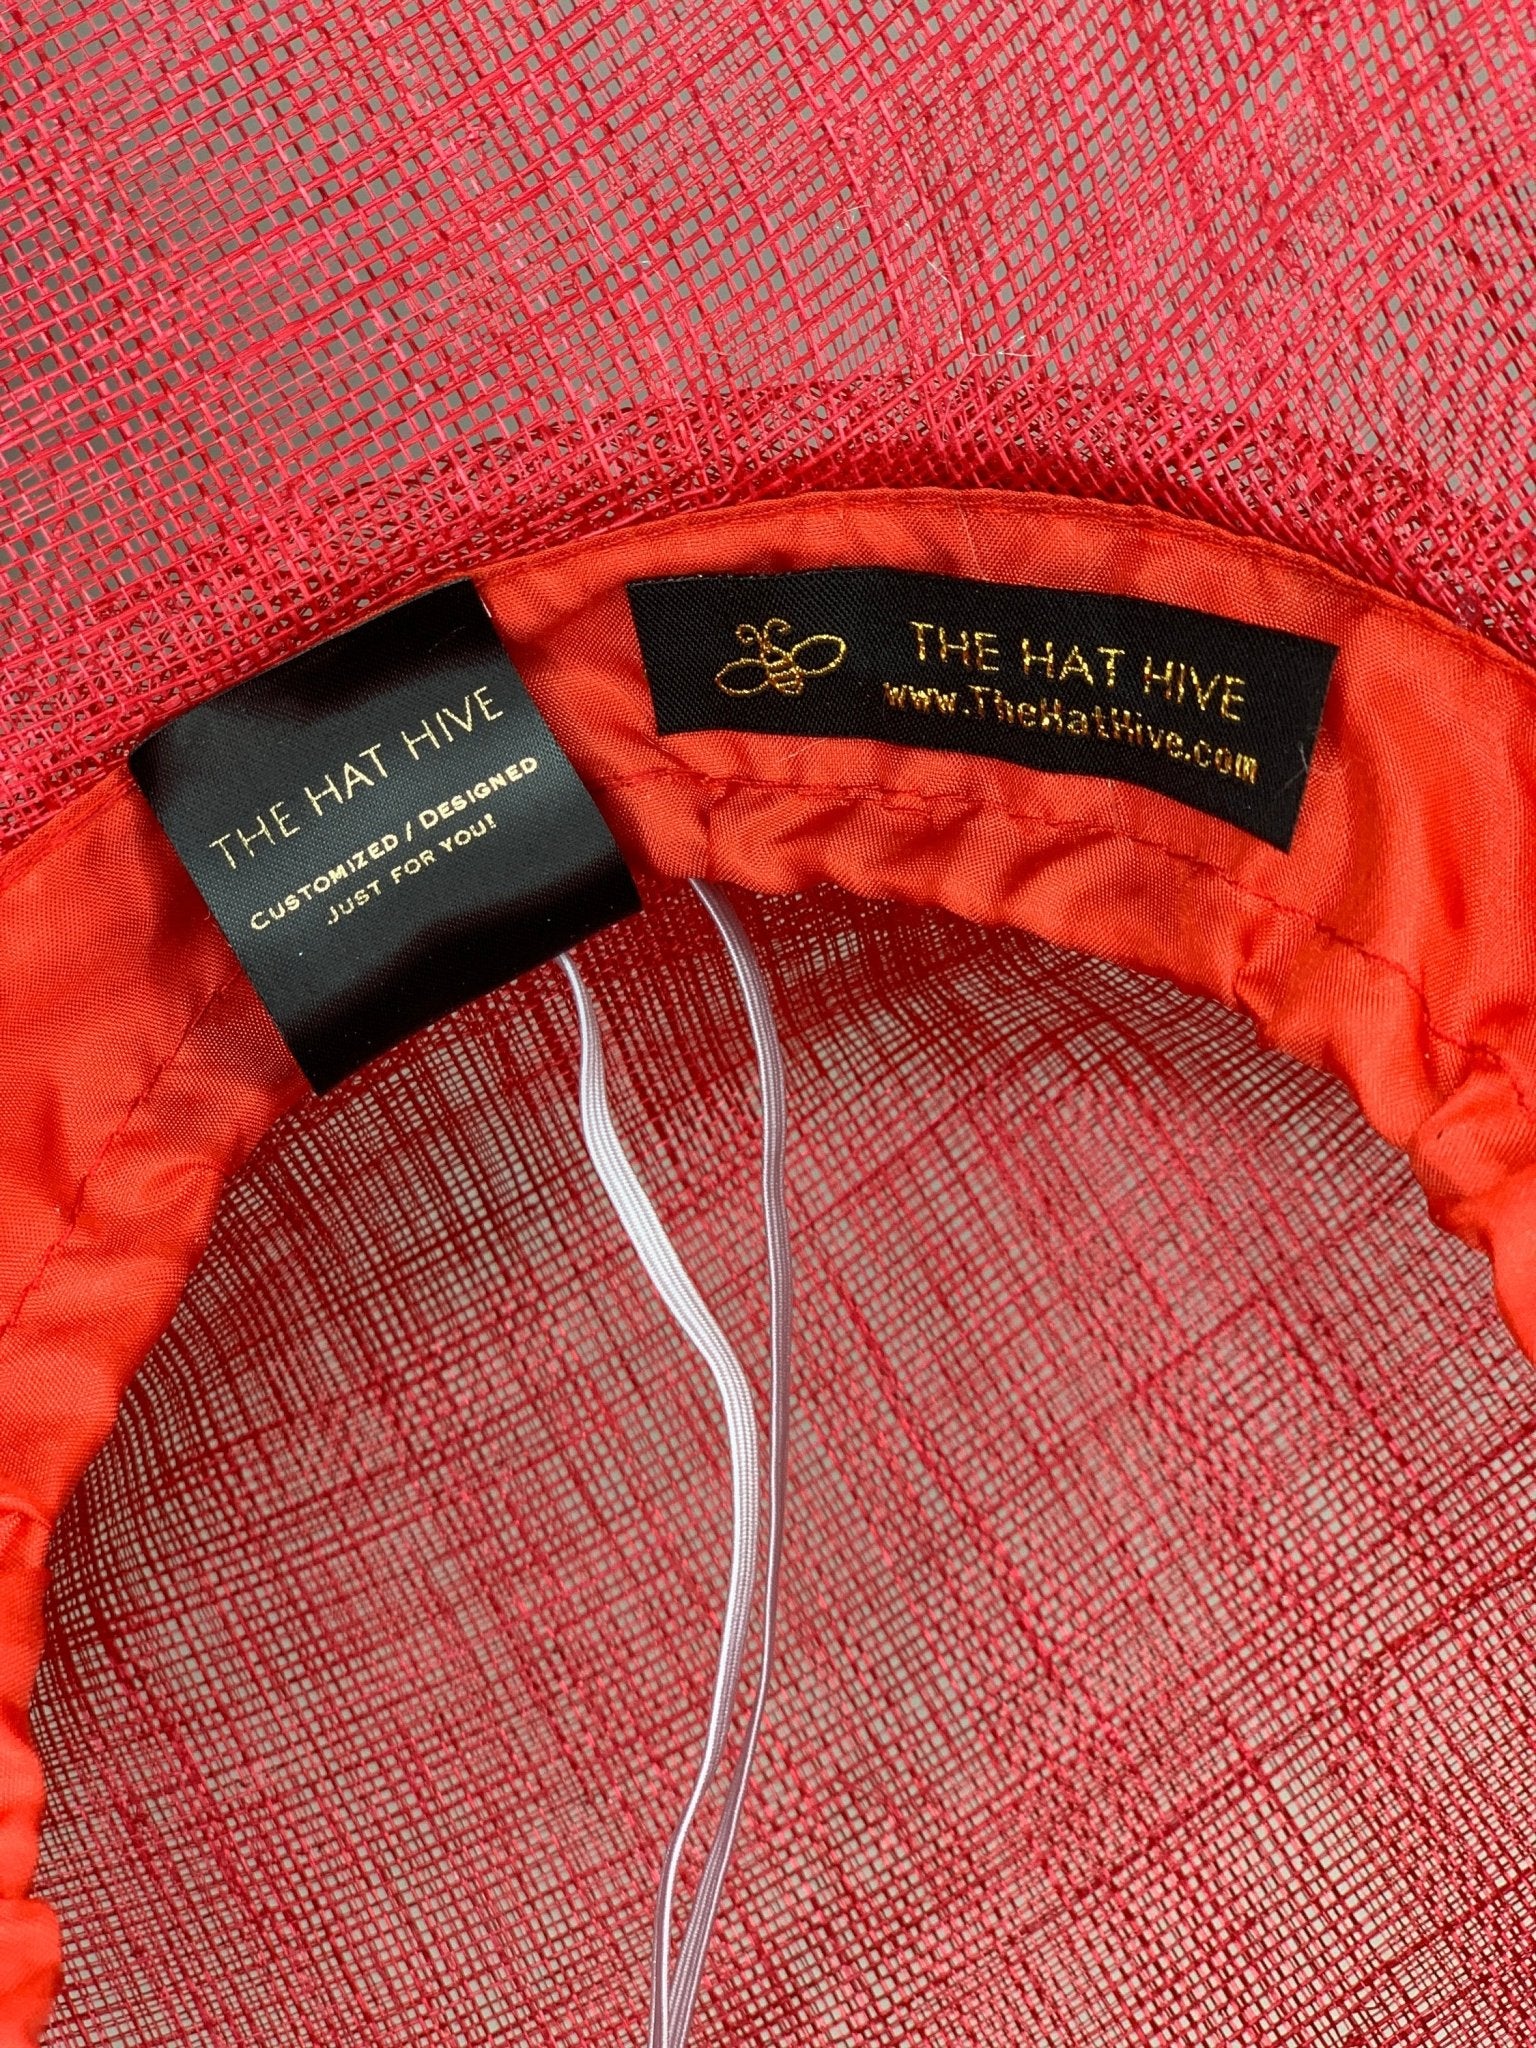 THE HAT HIVE
CUSTOMIZED / DESIGNED
JUST FOR YOU!
THE HAT HIVE
www.TheHatHive.com